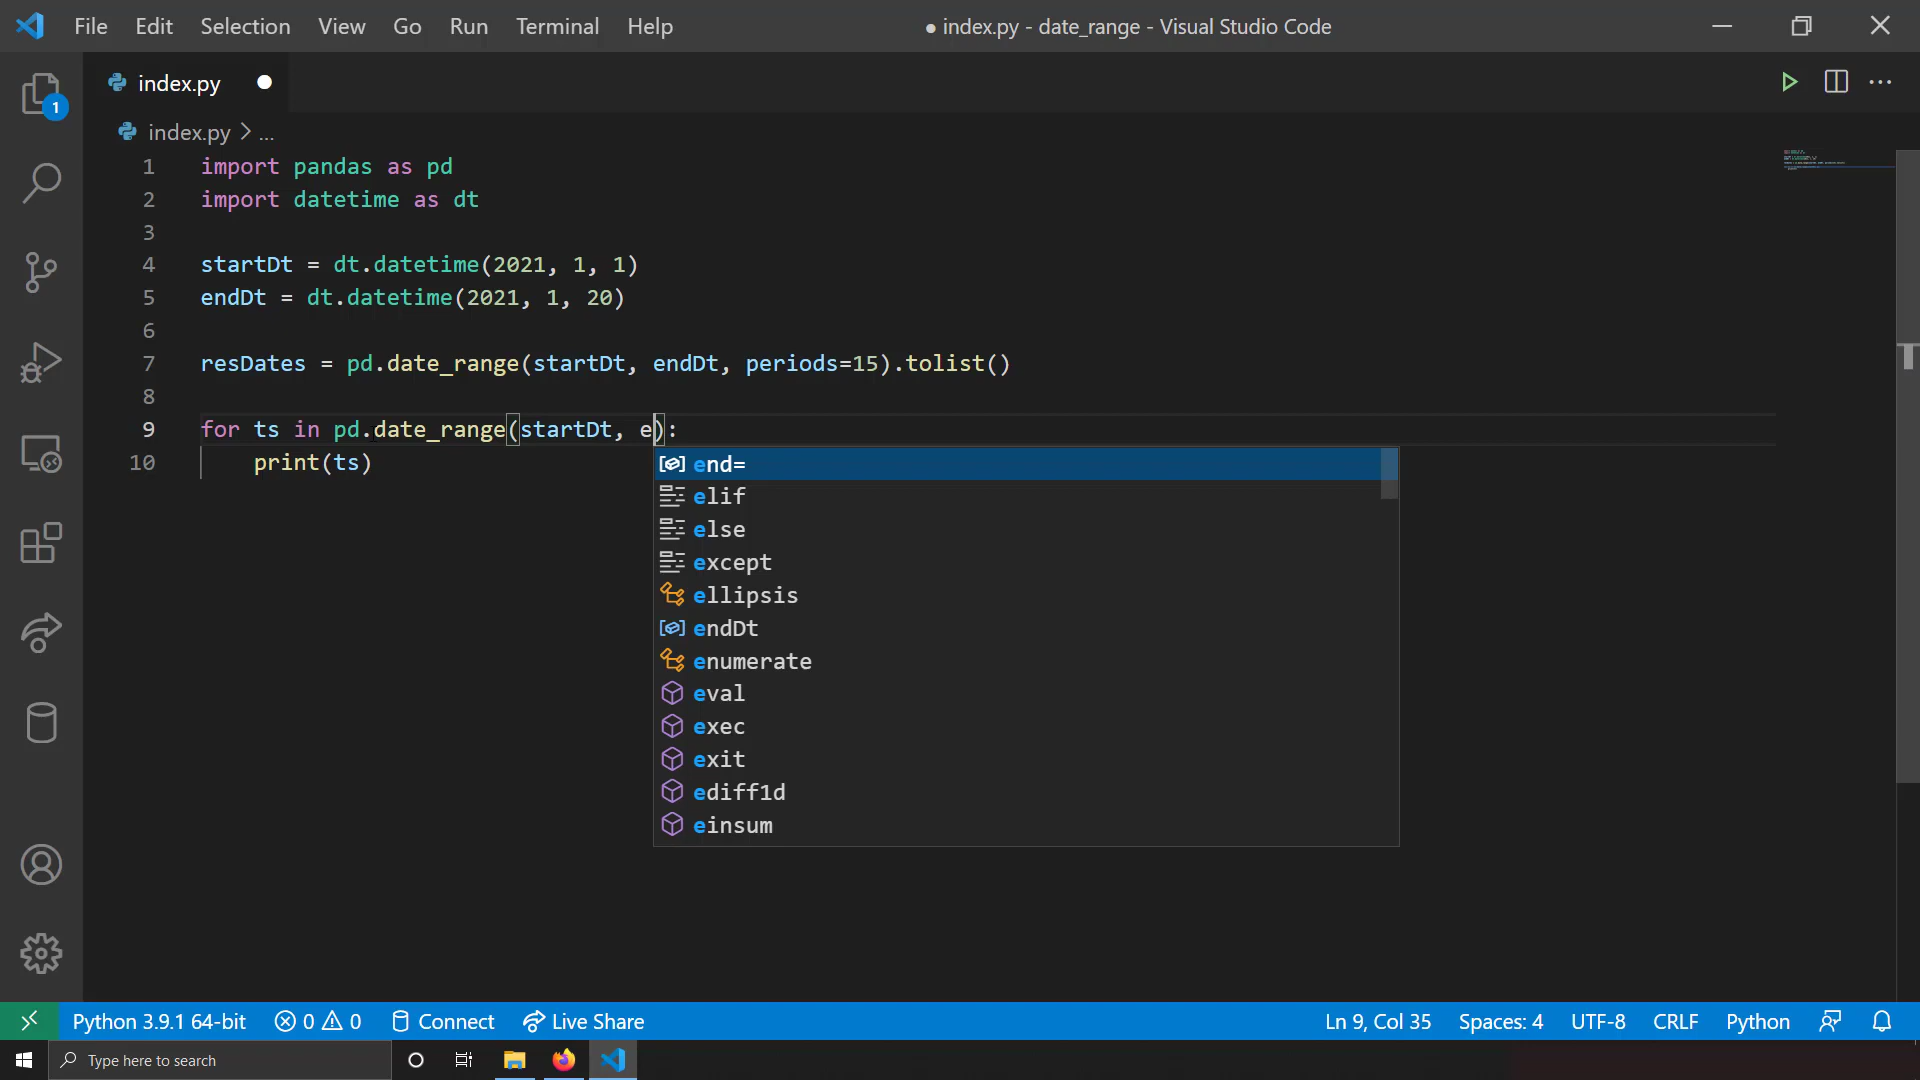 File Edit Selection View Go Run Terminal Help
● index.py - date_range - Visual Studio Code
1
index.py
index.py > ...
1 import pandas as pd
2 import datetime as dt
3
4 startDt = dt.datetime(2021, 1, 1)
5 endDt = dt.datetime(2021, 1, 20)
6
7 resDates = pd.date_range(startDt, endDt, periods=15).tolist()
8
9 for ts in pd.date_range(startDt, e):
10 print(ts)
end=
elif
else
except
ellipsis
endDt
enumerate
eval
exec
exit
ediff1d
einsum
Python 3.9.1 64-bit 0 0 Connect Live Share
Ln 9, Col 35 Spaces: 4 UTF-8 CRLF Python
Type here to search